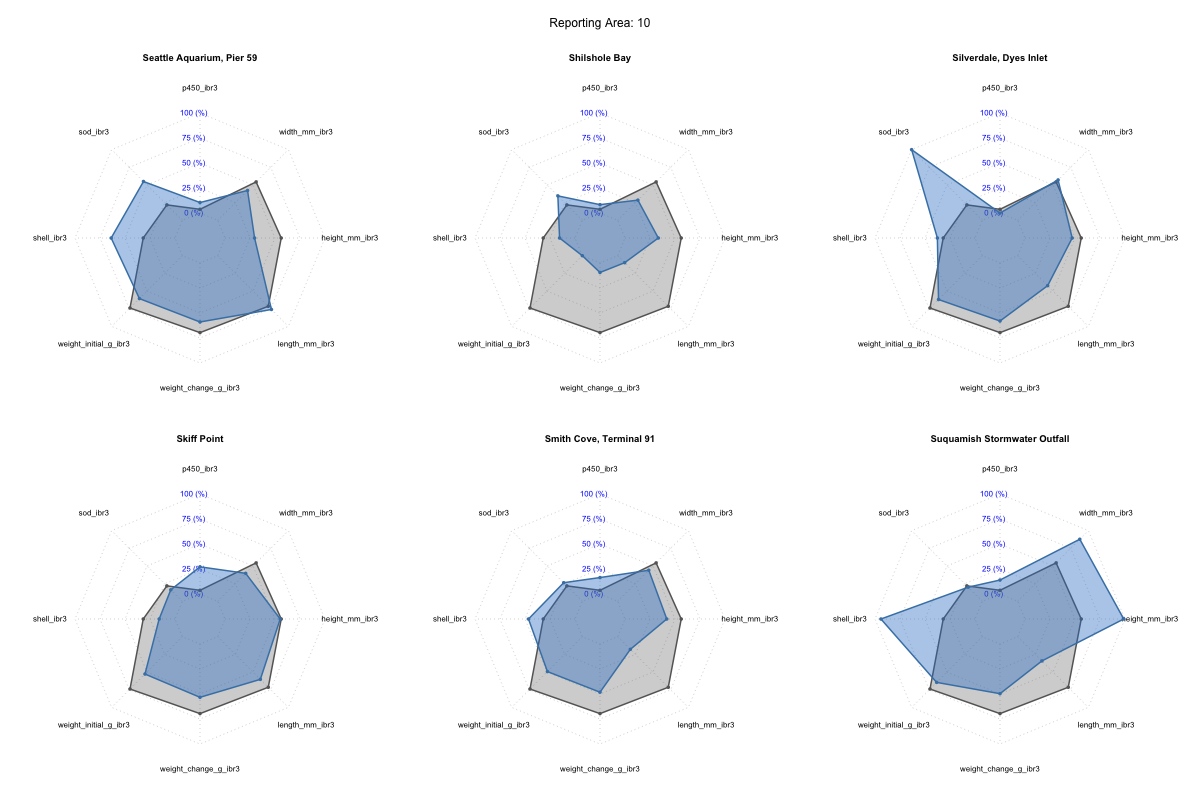 Reporting Area: 10
Seattle Aquarium, Pier 59
p450_ibr3
sod_ibr3
width_mm_ibr3
100 (%)
75 (%)
50 (%)
25 (%)
0 (%)
shell_ibr3
height_mm_ibr3
weight_initial_g_ibr3
length_mm_ibr3
weight_change_g_ibr3
Shilshole Bay
p450_ibr3
sod_ibr3
width_mm_ibr3
100 (%)
75 (%)
50 (%)
25 (%)
0 (%)
shell_ibr3
height_mm_ibr3
weight_initial_g_ibr3
length_mm_ibr3
weight_change_g_ibr3
Silverdale, Dyes Inlet
p450_ibr3
sod_ibr3
width_mm_ibr3
100 (%)
75 (%)
50 (%)
25 (%)
0 (%)
shell_ibr3
height_mm_ibr3
weight_initial_g_ibr3
length_mm_ibr3
weight_change_g_ibr3
Skiff Point
p450_ibr3
sod_ibr3
width_mm_ibr3
100 (%)
75 (%)
50 (%)
25 (%)
0 (%)
shell_ibr3
height_mm_ibr3
weight_initial_g_ibr3
length_mm_ibr3
weight_change_g_ibr3
Smith Cove, Terminal 91
p450_ibr3
sod_ibr3
width_mm_ibr3
100 (%)
75 (%)
50 (%)
25 (%)
0 (%)
shell_ibr3
height_mm_ibr3
weight_initial_g_ibr3
length_mm_ibr3
weight_change_g_ibr3
Suquamish Stormwater Outfall
p450_ibr3
sod_ibr3
width_mm_ibr3
100 (%)
75 (%)
50 (%)
25 (%)
0 (%)
shell_ibr3
height_mm_ibr3
weight_initial_g_ibr3
length_mm_ibr3
weight_change_g_ibr3